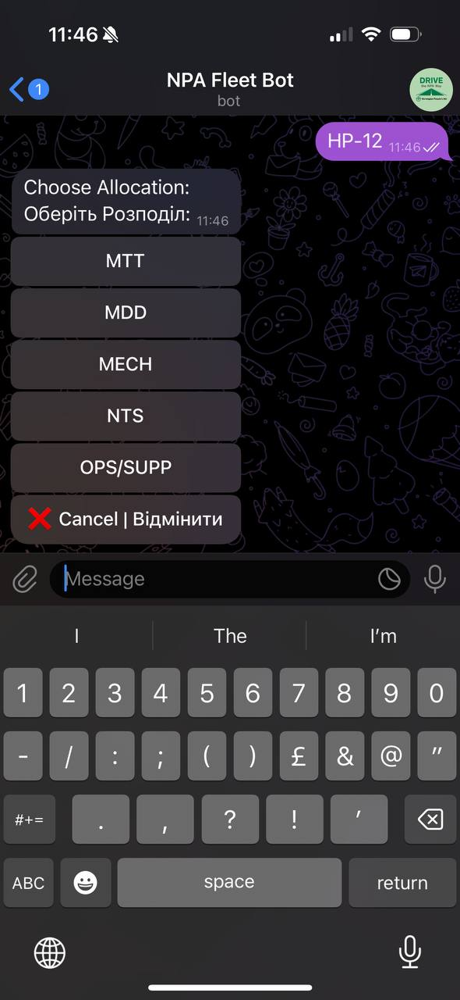 11:46
1
NPA Fleet Bot
bot
DRIVE
the NPA Way
HP-12 11:46
Choose Allocation:
Оберіть Розподіл: 11:46
MTT
MDD
MECH
NTS
OPS/SUPP
❌ Cancel | Відмінити
Message
I The I'm
1 2 3 4 5 6 7 8 9 0
- / : ; ( ) £ & @ "
#+= . , ? ! '
ABC space return